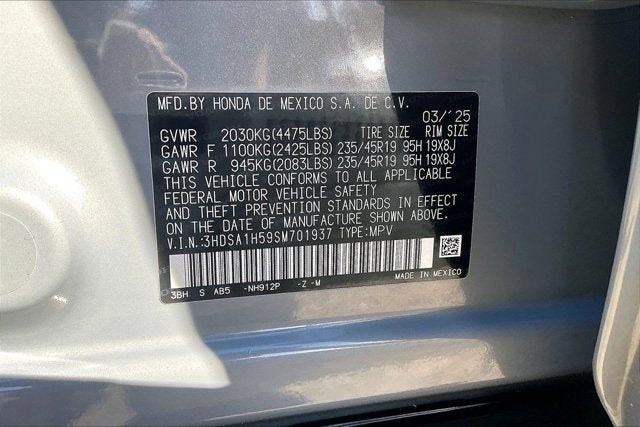 MFD.BY HONDA DE MEXICO S.A. DE C.V.
03/'25
GVWR 2030KG(4475LBS) TIRE SIZE RIM SIZE
GAWR F 1100KG(2425LBS) 235/45R19 95H 19X8J
GAWR R 945KG(2083LBS) 235/45R19 95H 19X8J
THIS VEHICLE CONFORMS TO ALL APPLICABLE
FEDERAL MOTOR VEHICLE SAFETY
AND THEFT PREVENTION STANDARDS IN EFFECT
ON THE DATE OF MANUFACTURE SHOWN ABOVE.
V.I.N.:3HDSA1H59SM701937 TYPE:MPV
3BH S AB5 -NH912P -Z -M
MADE IN MEXICO